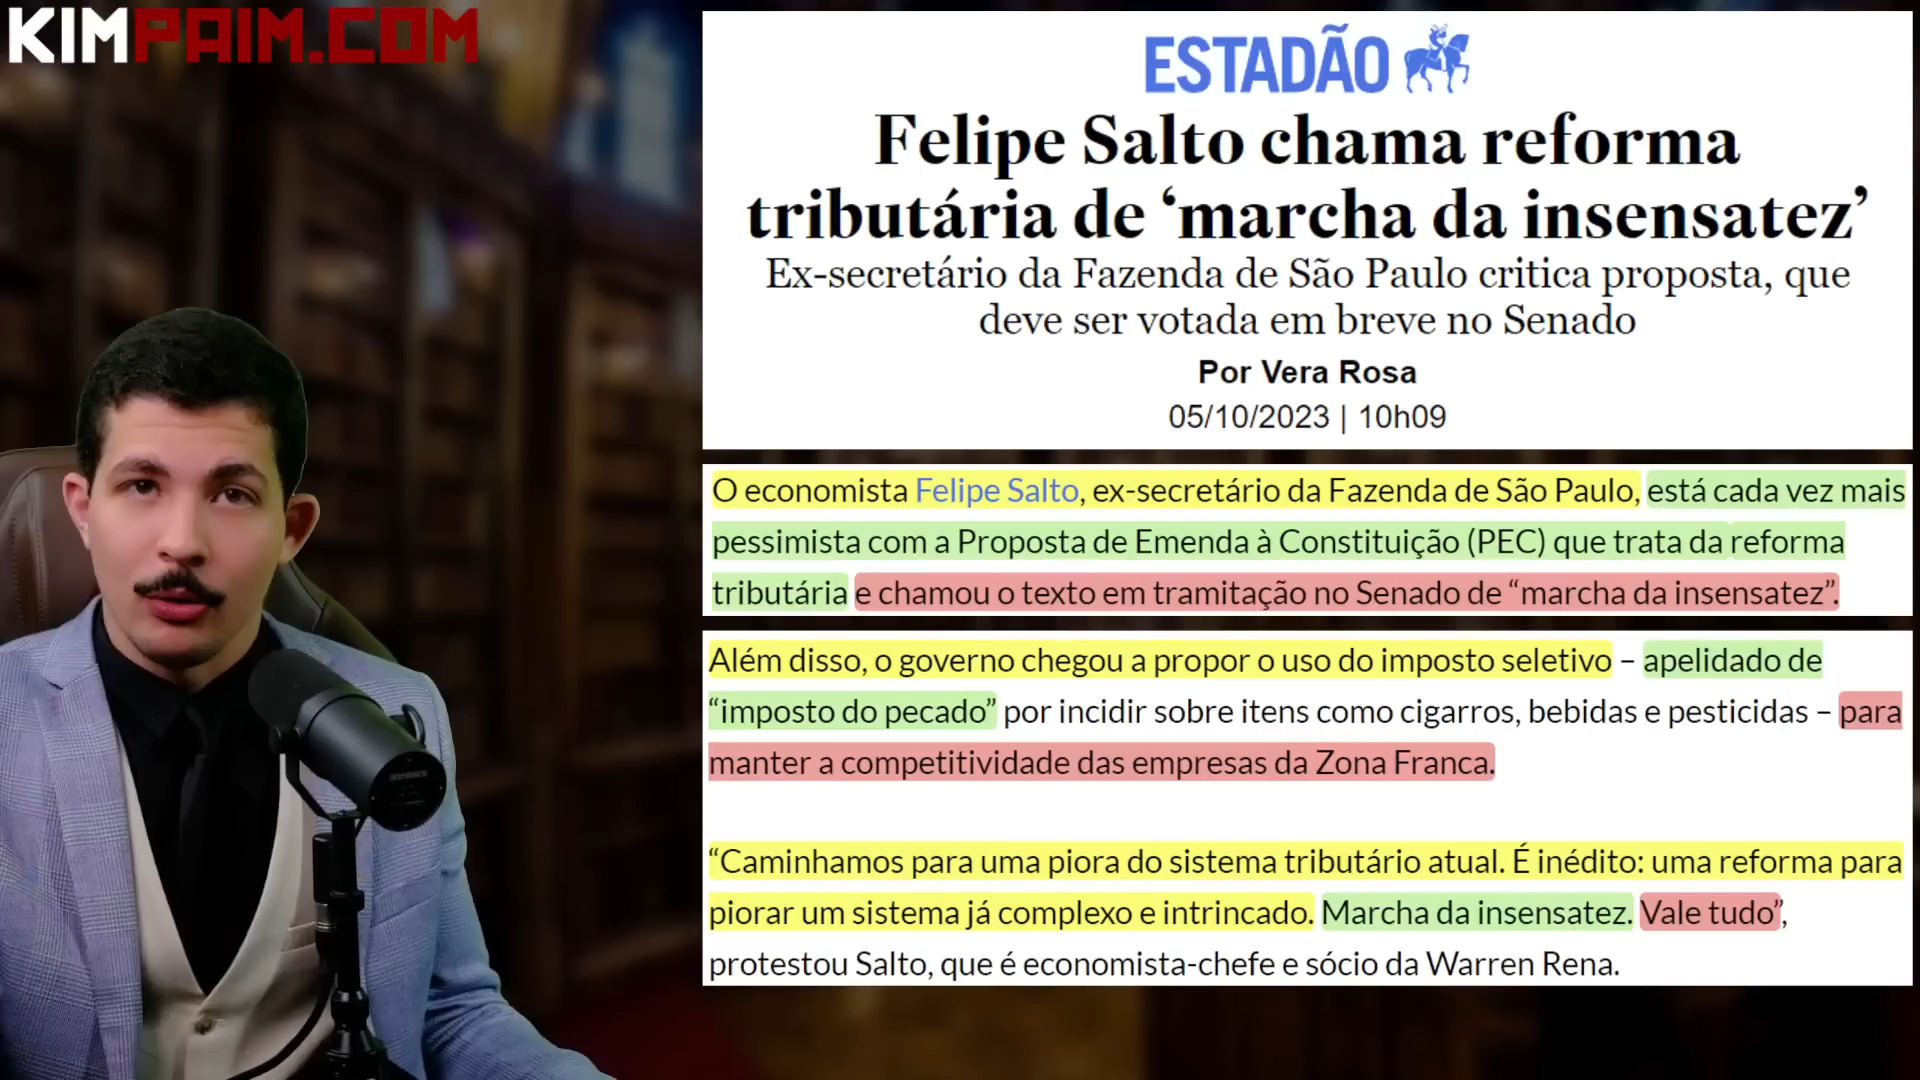 KIMPAIM.COM
ESTADÃO
Felipe Salto chama reforma
tributária de ‘marcha da insensatez’
Ex-secretário da Fazenda de São Paulo critica proposta, que
deve ser votada em breve no Senado
Por Vera Rosa
05/10/2023 | 10h09
O economista Felipe Salto, ex-secretário da Fazenda de São Paulo, está cada vez mais
pessimista com a Proposta de Emenda à Constituição (PEC) que trata da reforma
tributária e chamou o texto em tramitação no Senado de “marcha da insensatez”.
Além disso, o governo chegou a propor o uso do imposto seletivo – apelidado de
“imposto do pecado” por incidir sobre itens como cigarros, bebidas e pesticidas – para
manter a competitividade das empresas da Zona Franca.
“Caminhamos para uma piora do sistema tributário atual. É inédito: uma reforma para
piorar um sistema já complexo e intrincado. Marcha da insensatez. Vale tudo”,
protestou Salto, que é economista-chefe e sócio da Warren Rena.